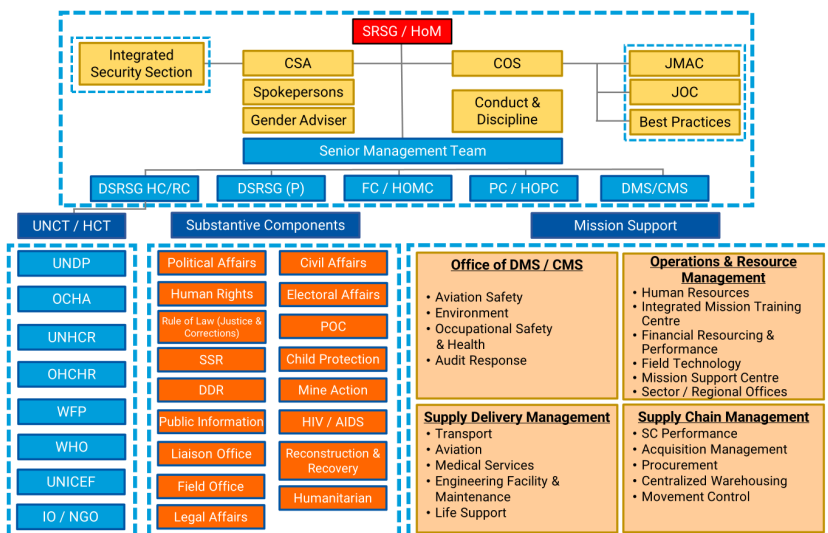 SRSG / HoM
Integrated
Security Section
CSA
COS
JMAC
Spokepersons
JOC
Gender Adviser
Conduct &
Discipline
Best Practices
Senior Management Team
DSRSG HC/RC
DSRSG (P)
FC / HOMC
PC / HOPC
DMS/CMS
UNCT / HCT
Substantive Components
Mission Support
UNDP
OCHA
UNHCR
OHCHR
WFP
WHO
UNICEF
IO / NGO
Political Affairs
Human Rights
Rule of Law (Justice &
Corrections)
SSR
DDR
Public Information
Liaison Office
Field Office
Legal Affairs
Civil Affairs
Electoral Affairs
POC
Child Protection
Mine Action
HIV / AIDS
Reconstruction &
Recovery
Humanitarian
Office of DMS / CMS
• Aviation Safety
• Environment
• Occupational Safety
& Health
• Audit Response
Operations & Resource
Management
• Human Resources
• Integrated Mission Training
Centre
• Financial Resourcing &
Performance
• Field Technology
• Mission Support Centre
• Sector / Regional Offices
Supply Delivery Management
• Transport
• Aviation
• Medical Services
• Engineering Facility &
Maintenance
• Life Support
Supply Chain Management
• SC Performance
• Acquisition Management
• Procurement
• Centralized Warehousing
• Movement Control